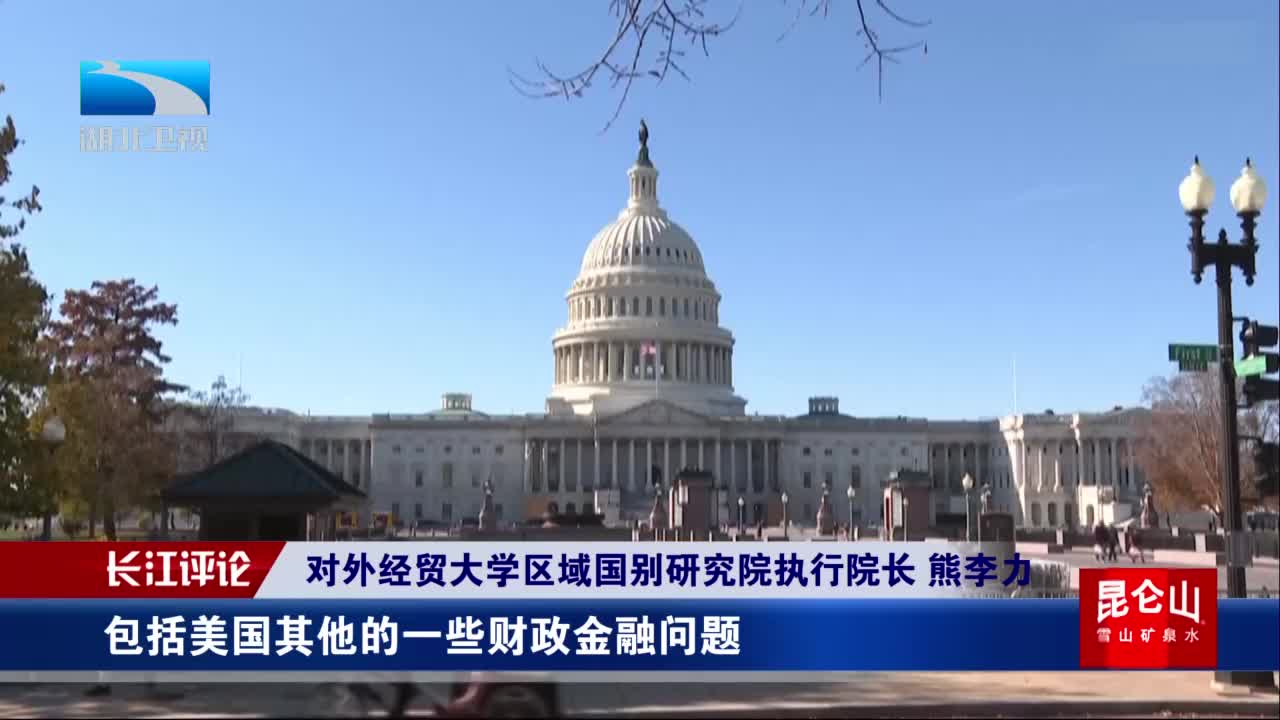 湖北卫视
First St
长江评论
对外经贸大学区域国别研究院执行院长 熊李力
包括美国其他的一些财政金融问题
昆仑山
雪山矿泉水